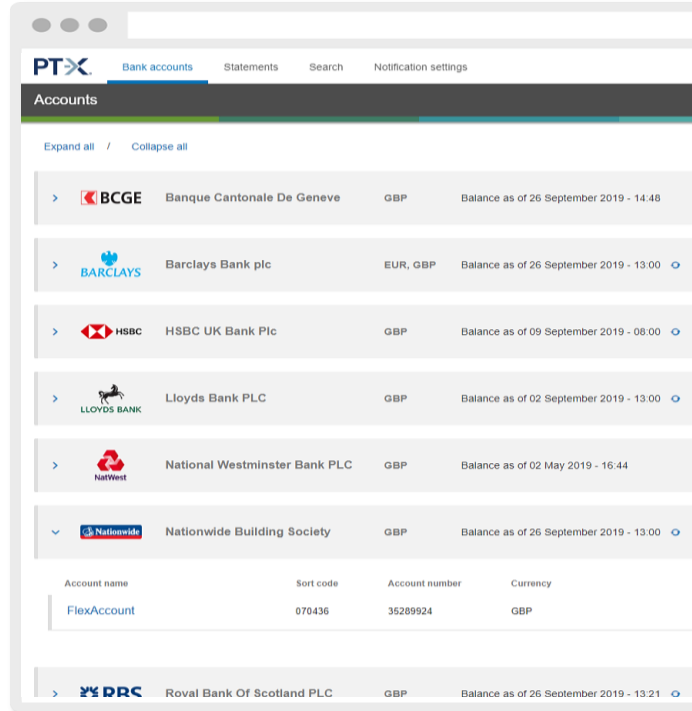 PTX.
Bank accounts Statements Search Notification settings
Accounts
Expand all / Collapse all
BCGE Banque Cantonale De Geneve GBP Balance as of 26 September 2019 - 14:48
BARCLAYS Barclays Bank plc EUR, GBP Balance as of 26 September 2019 - 13:00
HSBC HSBC UK Bank Plc GBP Balance as of 09 September 2019 - 08:00
LLOYDS BANK Lloyds Bank PLC GBP Balance as of 02 September 2019 - 13:00
NatWest National Westminster Bank PLC GBP Balance as of 02 May 2019 - 16:44
Nationwide Nationwide Building Society GBP Balance as of 26 September 2019 - 13:00
Account name Sort code Account number Currency
FlexAccount 070436 35289924 GBP
RBS Royal Bank Of Scotland PLC GBP Balance as of 26 September 2019 - 13:21